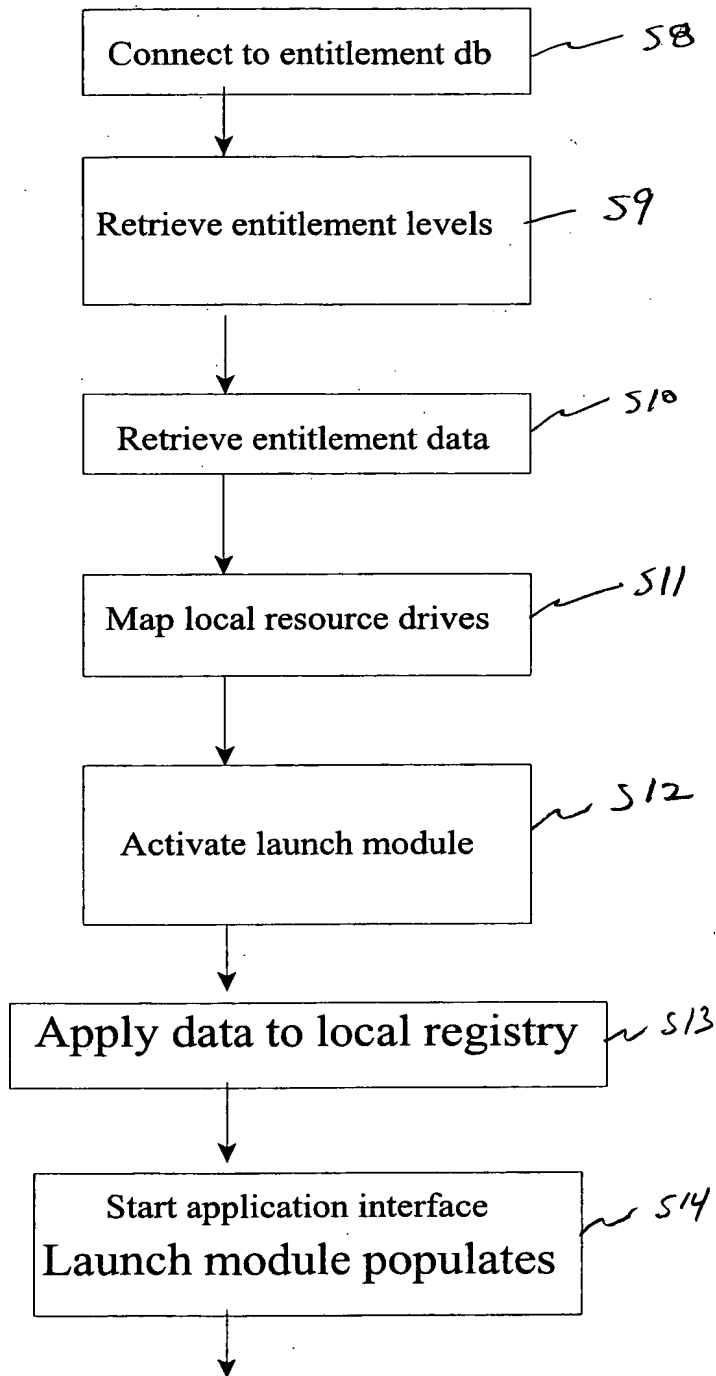 Connect to entitlement db
S8
Retrieve entitlement levels
S9
Retrieve entitlement data
S10
Map local resource drives
S11
Activate launch module
S12
Apply data to local registry
S13
Start application interface
S14
Launch module populates